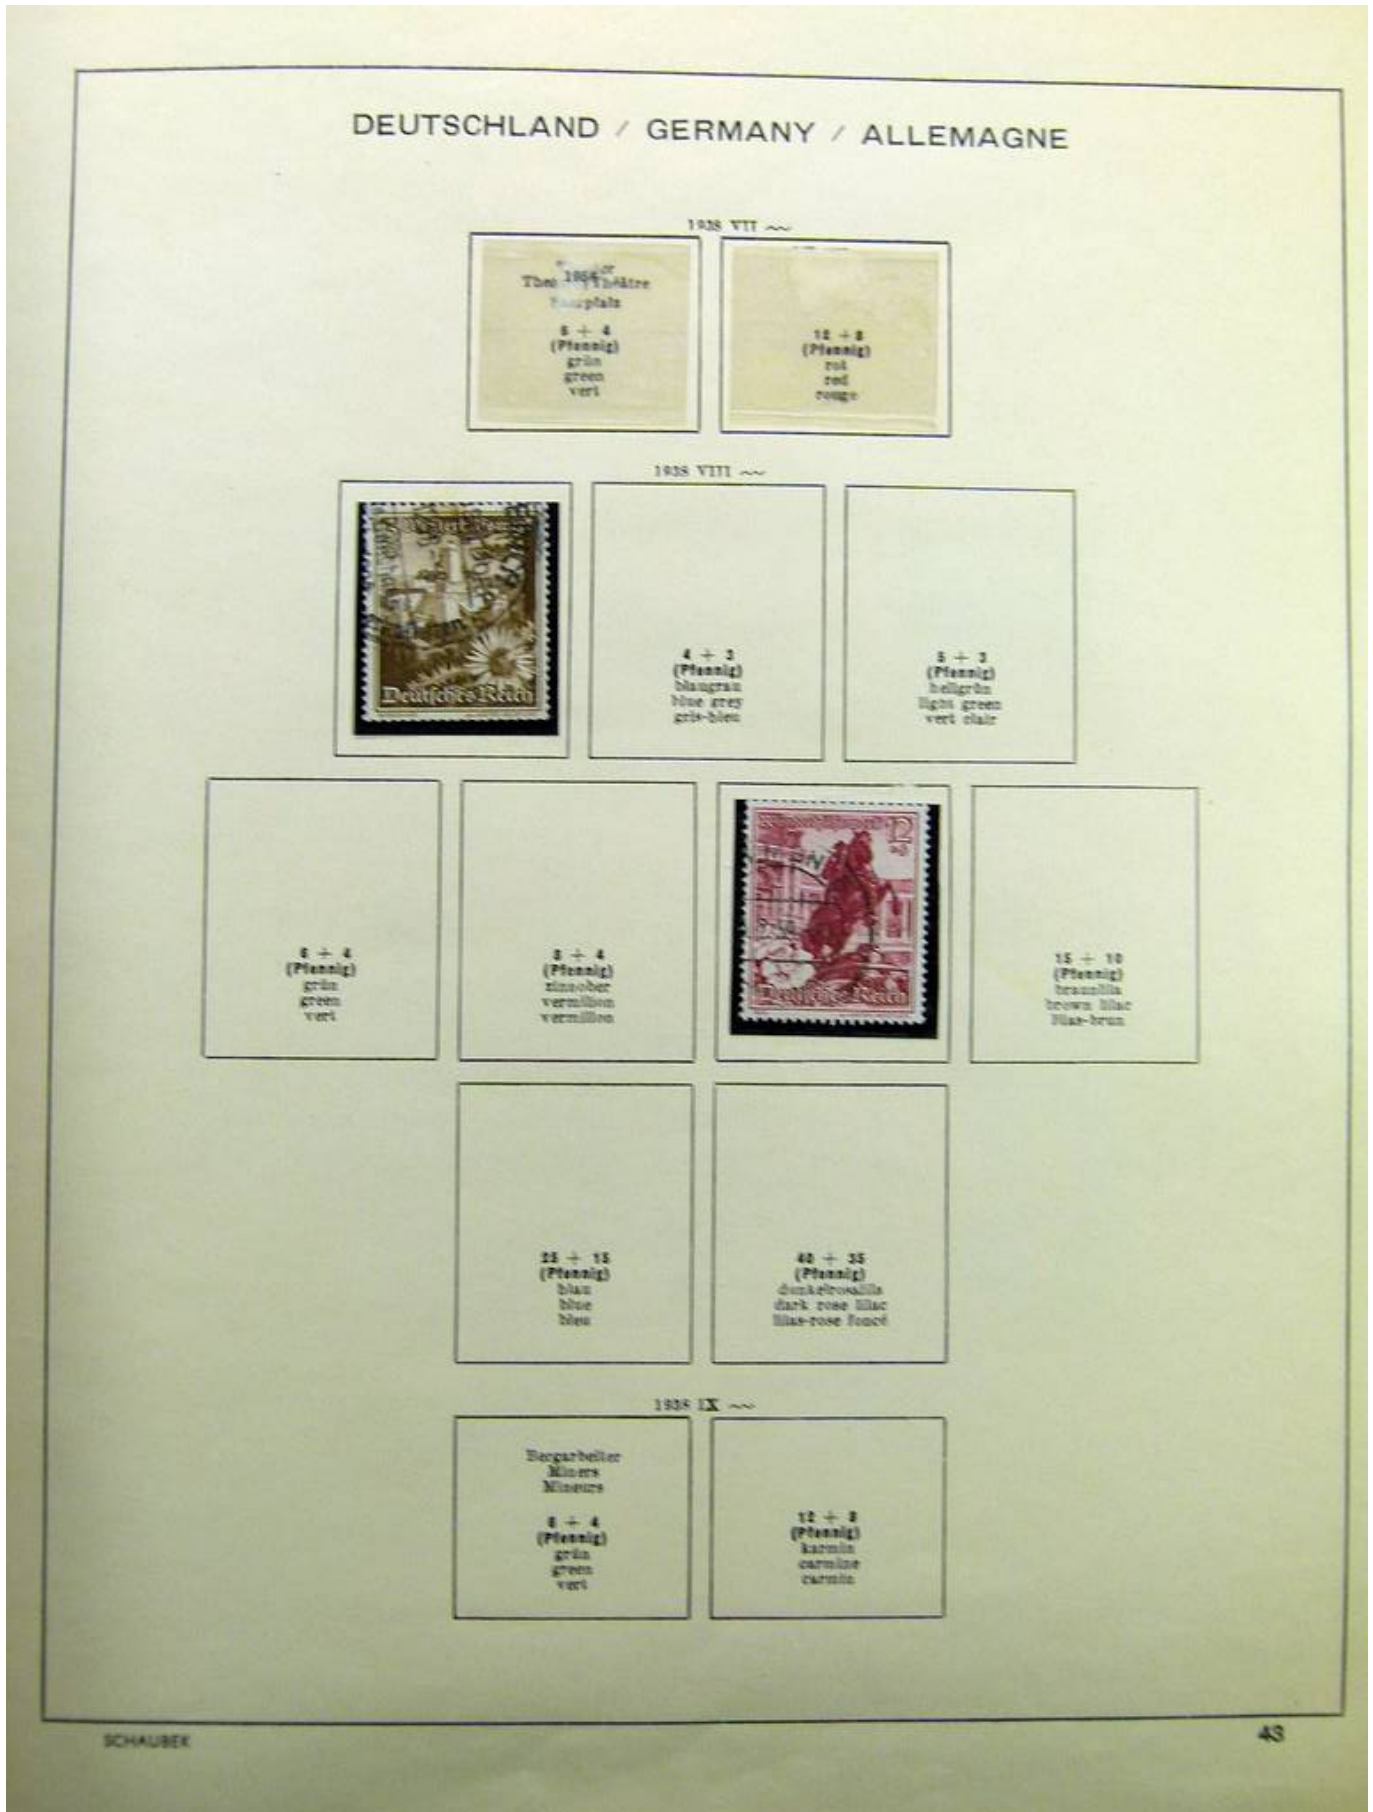 DEUTSCHLAND / GERMANY / ALLEMAGNE
1938 VII
Theater Théâtre
Saarpfalz
6 + 4
(Pfennig)
grün
green
vert
12 + 8
(Pfennig)
rot
red
rouge
1938 VIII
Deutsches Reich
4 + 3
(Pfennig)
blaugrau
blue grey
gris-bleu
5 + 3
(Pfennig)
hellgrün
light green
vert clair
6 + 4
(Pfennig)
grün
green
vert
8 + 4
(Pfennig)
zinnober
vermilion
vermillon
12
Deutsches Reich
15 + 10
(Pfennig)
braunlila
brown lilac
lilas-brun
25 + 15
(Pfennig)
blau
blue
bleu
40 + 35
(Pfennig)
dunkelrosalila
dark rose lilac
lilas-rose foncé
1938 IX
Bergarbeiter
Miners
Mineurs
6 + 4
(Pfennig)
grün
green
vert
12 + 8
(Pfennig)
karmin
carmine
carmin
SCHAUBEK
43